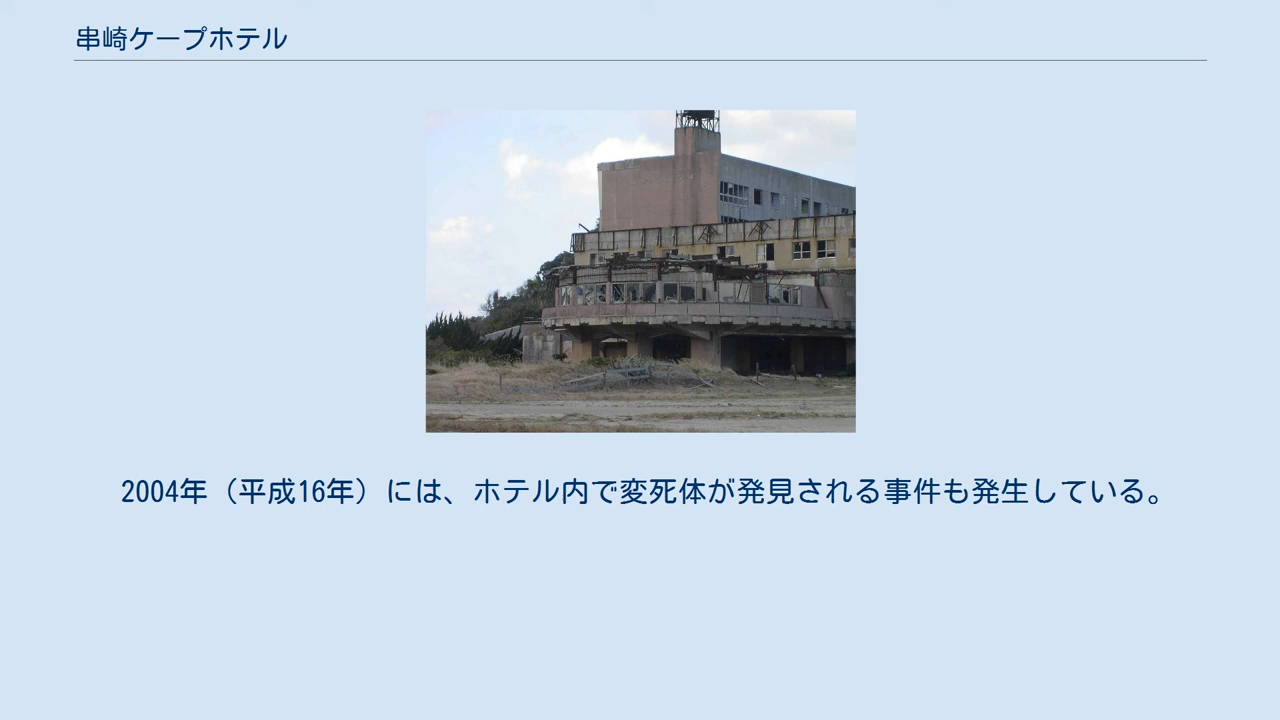 串崎ケープホテル
2004年（平成16年）には、ホテル内で変死体が発見される事件も発生している。